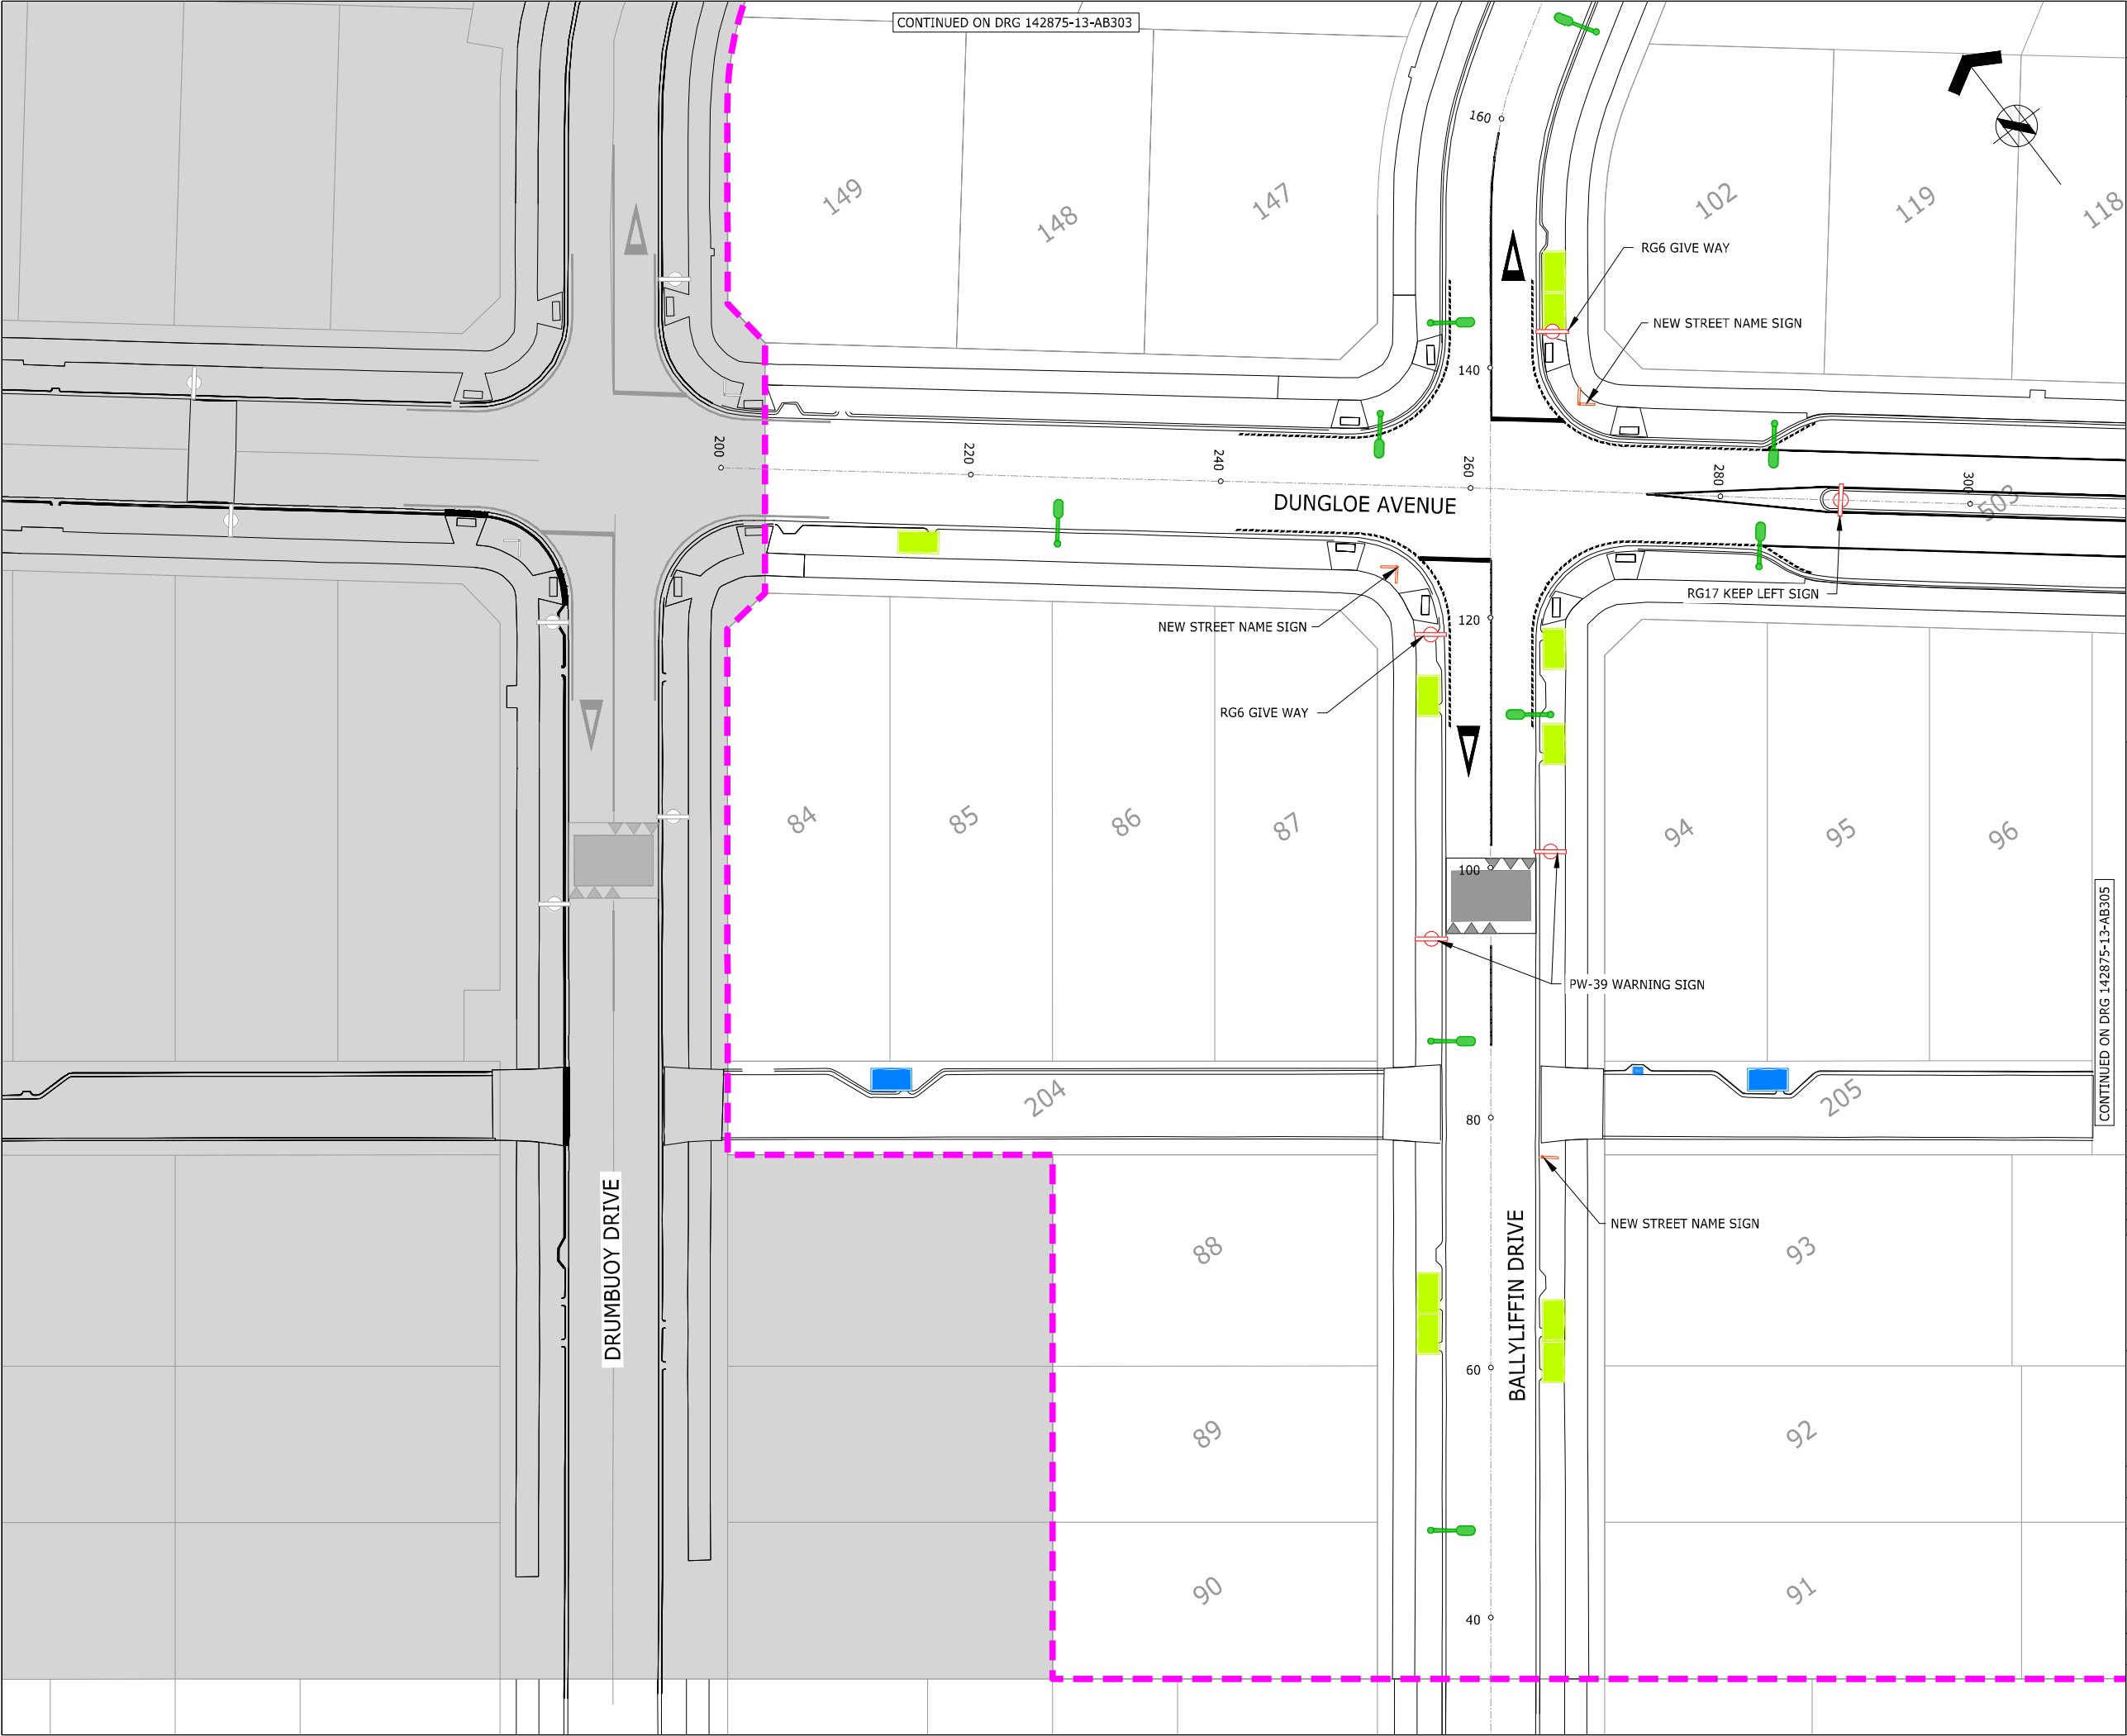 CONTINUED ON DRG 142875-13-AB303
160
149
148
147
102
119
118
RG6 GIVE WAY
NEW STREET NAME SIGN
140
200
220
240
260
280
300
503
DUNGLOE AVENUE
RG17 KEEP LEFT SIGN
NEW STREET NAME SIGN
120
RG6 GIVE WAY
84
85
86
87
94
95
96
100
PW-39 WARNING SIGN
CONTINUED ON DRG 142875-13-AB305
204
80
205
DRUMBUOY DRIVE
88
BALLYLIFFIN DRIVE
NEW STREET NAME SIGN
93
60
89
92
90
91
40